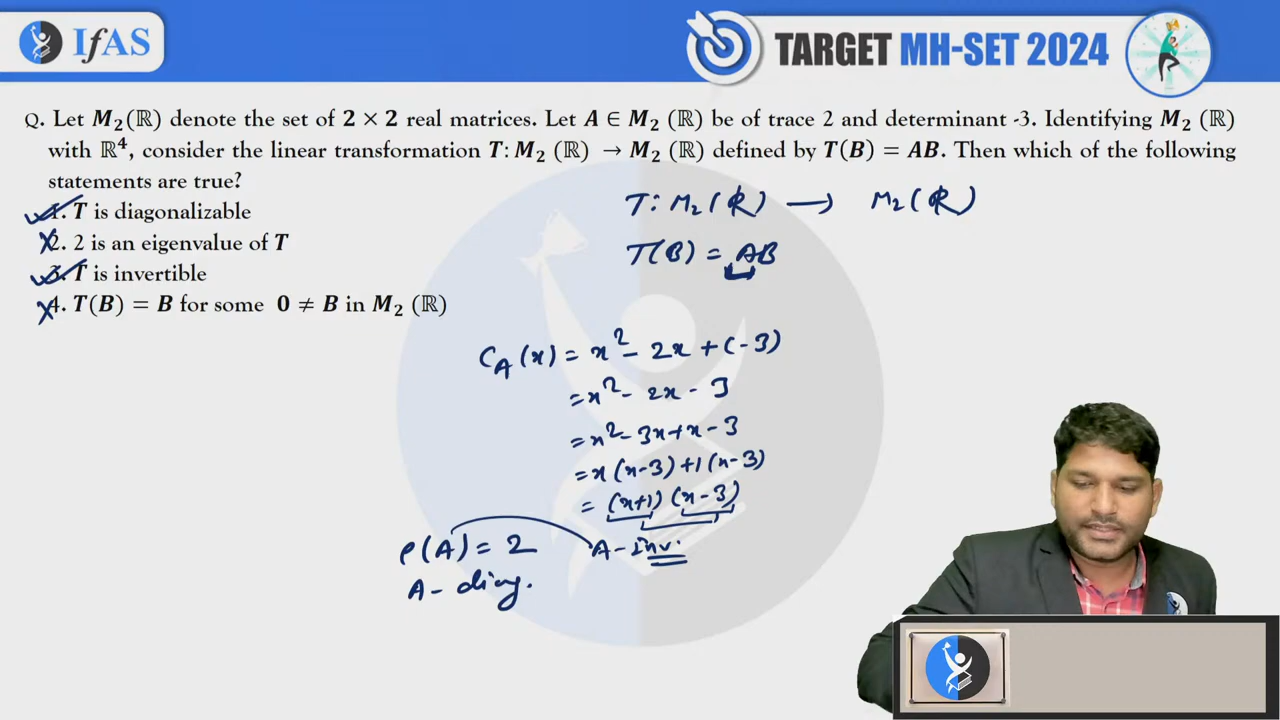 IfAS
TARGET MH-SET 2024
Q. Let M₂(ℝ) denote the set of 2 × 2 real matrices. Let A ∈ M₂ (ℝ) be of trace 2 and determinant -3. Identifying M₂ (ℝ)
with ℝ⁴, consider the linear transformation T: M₂ (ℝ) → M₂ (ℝ) defined by T(B) = AB. Then which of the following
statements are true?
1. T is diagonalizable
2. 2 is an eigenvalue of T
3. T is invertible
4. T(B) = B for some 0 ≠ B in M₂ (ℝ)
T: M₂(ℝ) → M₂(ℝ)
T(B) = AB
C_A(x) = x² - 2x + (-3)
= x² - 2x - 3
= x² - 3x + x - 3
= x(x-3) + 1(x-3)
= (x+1) (x-3)
ρ(A) = 2 A - inv.
A - diag.